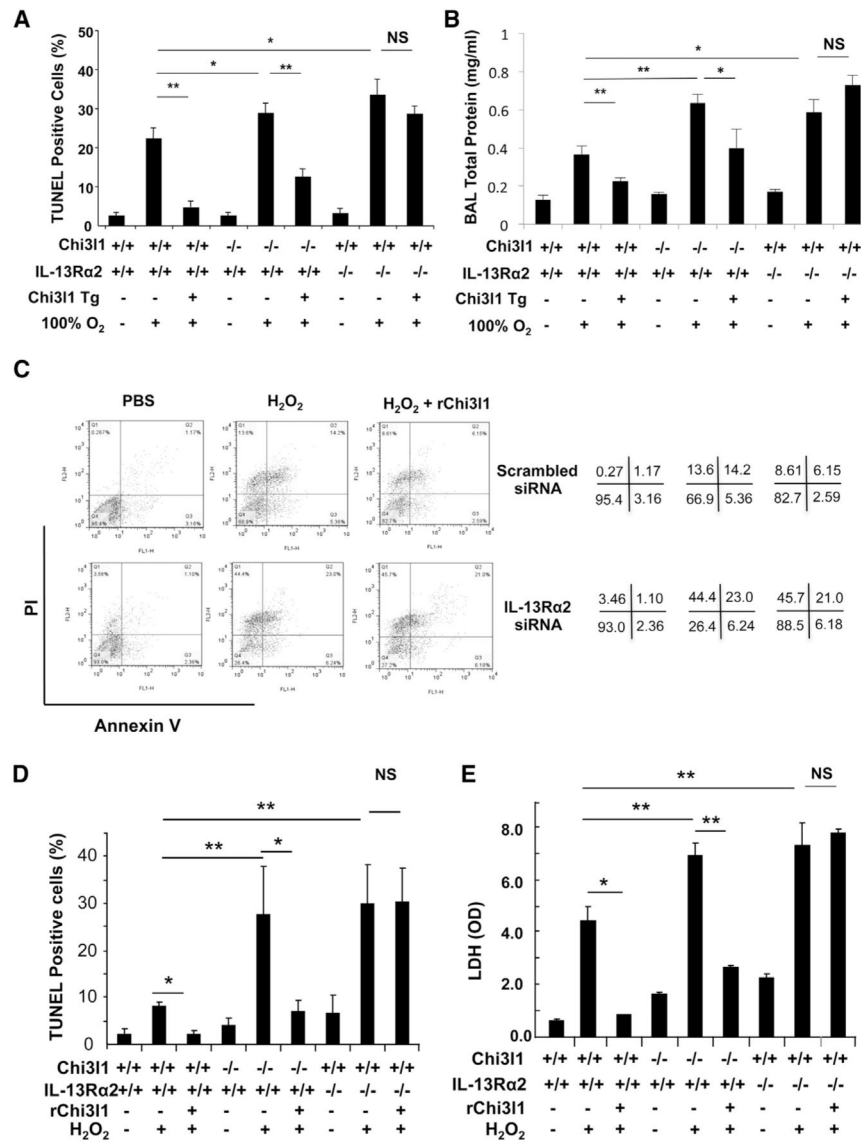 A
TUNEL Positive Cells (%)
50
40
30
20
10
0
* NS
* **
**
Chi3l1 +/+ +/+ +/+ -/- -/- -/- +/+ +/+ +/+
IL-13Rα2 +/+ +/+ +/+ +/+ +/+ +/+ -/- -/- -/-
Chi3l1 Tg - - + - - + - - +
100% O2 - + + - + + - + +
B
BAL Total Protein (mg/ml)
1
0.8
0.6
0.4
0.2
0
* NS
** *
**
Chi3l1 +/+ +/+ +/+ -/- -/- -/- +/+ +/+ +/+
IL-13Rα2 +/+ +/+ +/+ +/+ +/+ +/+ -/- -/- -/-
Chi3l1 Tg - - + - - + - - +
100% O2 - + + - + + - + +
C
PBS H2O2 H2O2 + rChi3l1
Scrambled siRNA
0.27 1.17 13.6 14.2 8.61 6.15
95.4 3.16 66.9 5.36 82.7 2.59
IL-13Rα2 siRNA
3.46 1.10 44.4 23.0 45.7 21.0
93.0 2.36 26.4 6.24 88.5 6.18
PI
Annexin V
D
TUNEL Positive cells (%)
40
30
20
10
0
NS
**
** *
*
Chi3l1 +/+ +/+ +/+ -/- -/- -/- +/+ +/+ +/+
IL-13Rα2 +/+ +/+ +/+ +/+ +/+ +/+ -/- -/- -/-
rChi3l1 - - + - - + - - +
H2O2 - + + - + + - + +
E
LDH (OD)
8.0
6.0
4.0
2.0
0.0
** NS
** **
*
Chi3l1 +/+ +/+ +/+ -/- -/- -/- +/+ +/+ +/+
IL-13Rα2 +/+ +/+ +/+ +/+ +/+ +/+ -/- -/- -/-
rChi3l1 - - + - - + - - +
H2O2 - + + - + + - + +